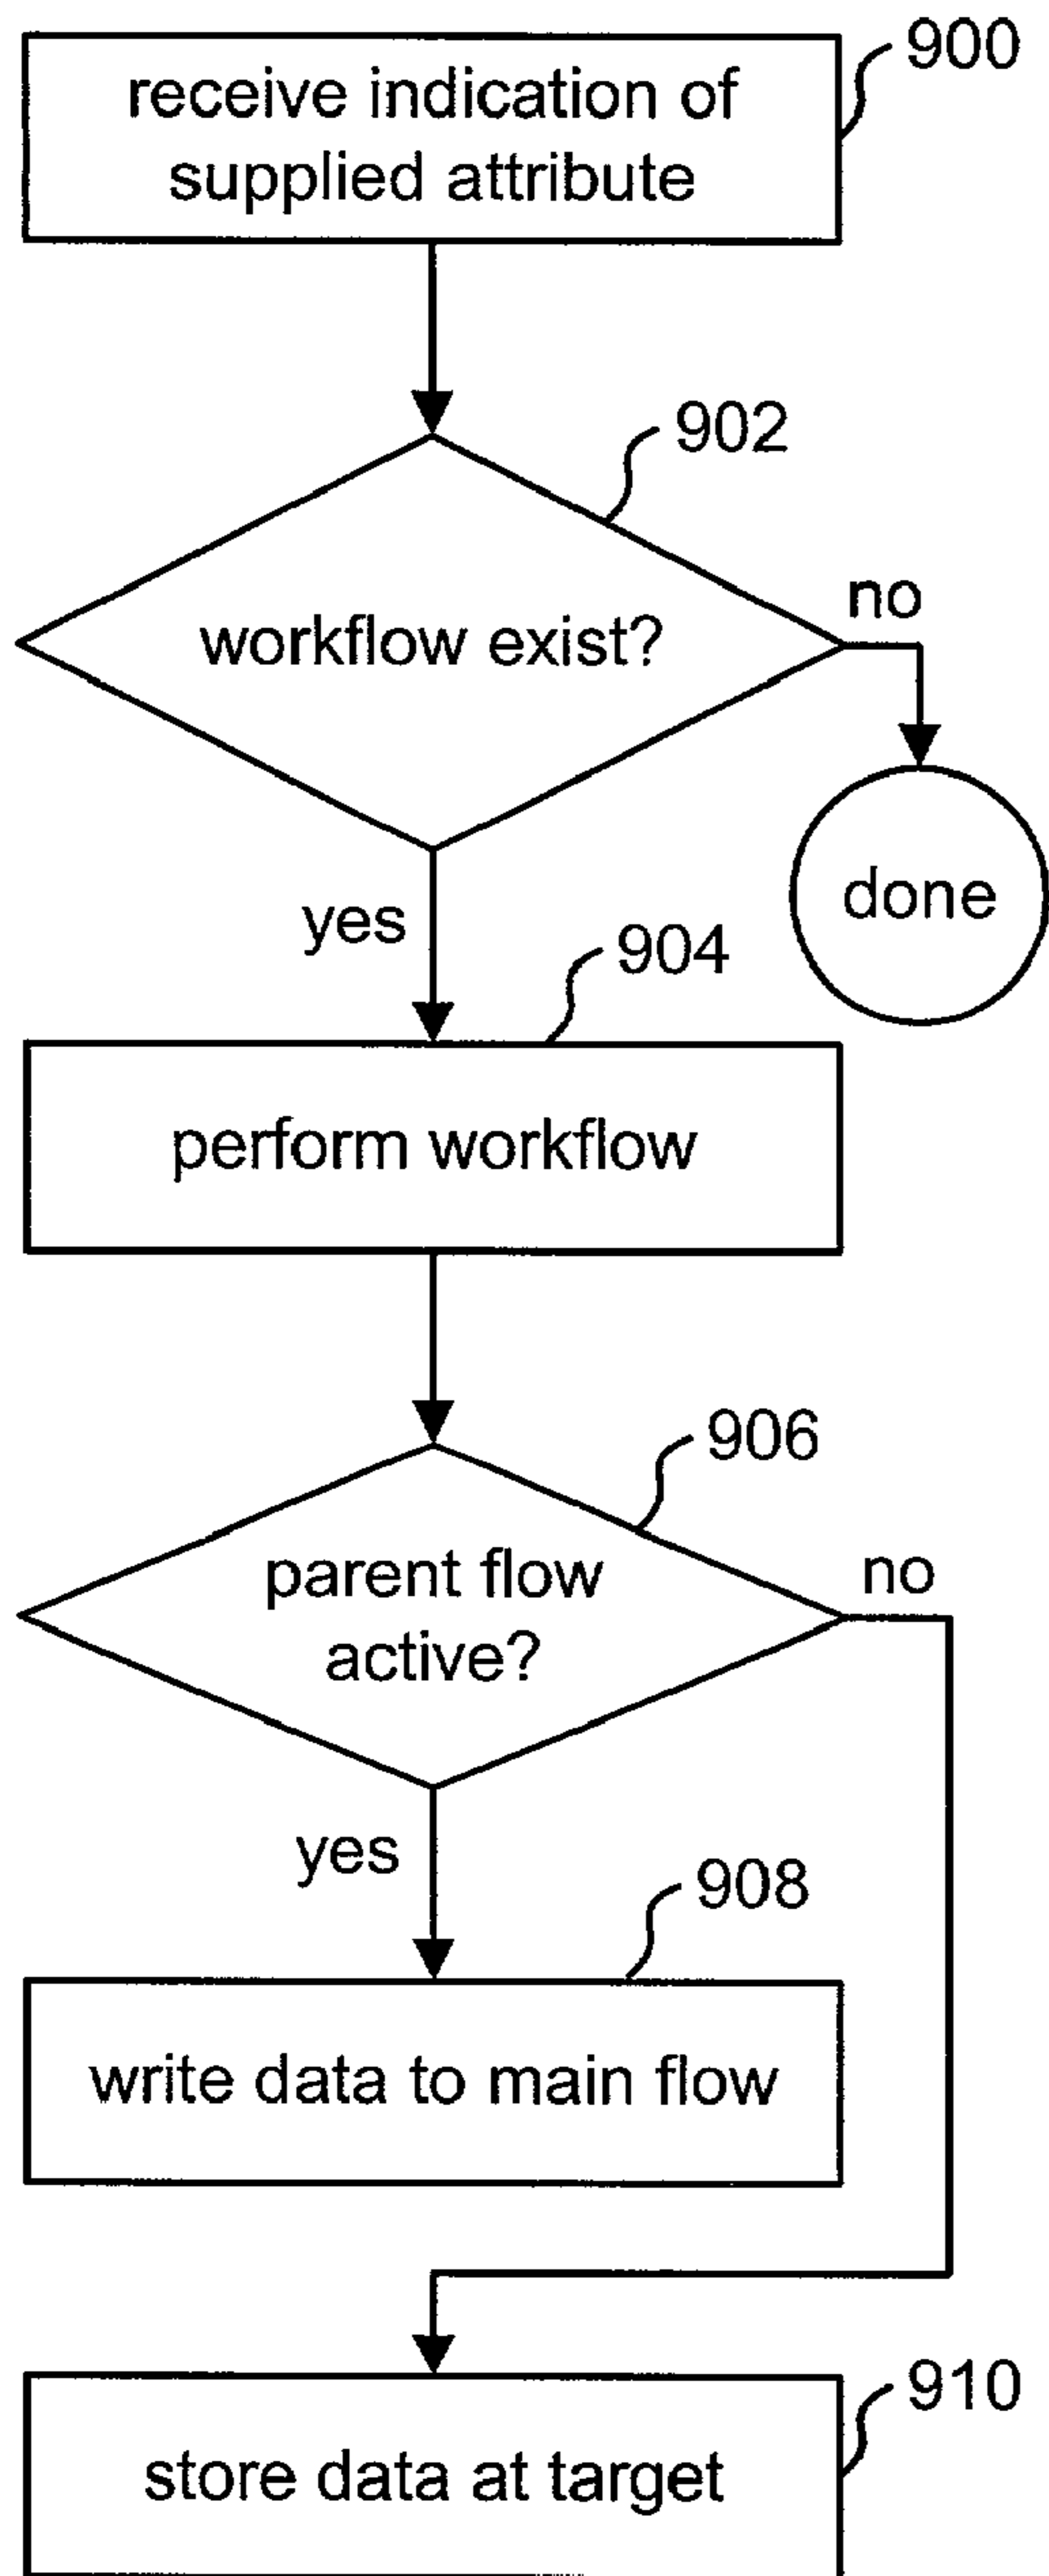 900
receive indication of
supplied attribute
902
workflow exist?
no
done
yes
904
perform workflow
906
parent flow
active?
no
yes
908
write data to main flow
910
store data at target